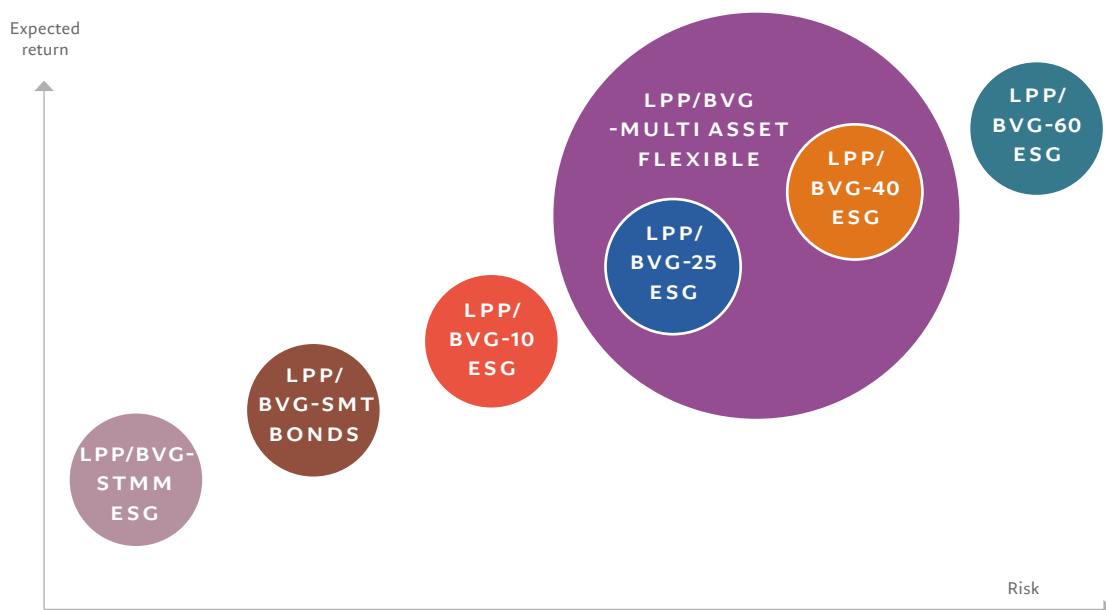 Expected
return
LPP/BVG
-MULTI ASSET
FLEXIBLE
LPP/
BVG-60
ESG
LPP/
BVG-40
ESG
LPP/
BVG-25
ESG
LPP/
BVG-10
ESG
LPP/
BVG-SMT
BONDS
LPP/BVG-
STMM
ESG
Risk